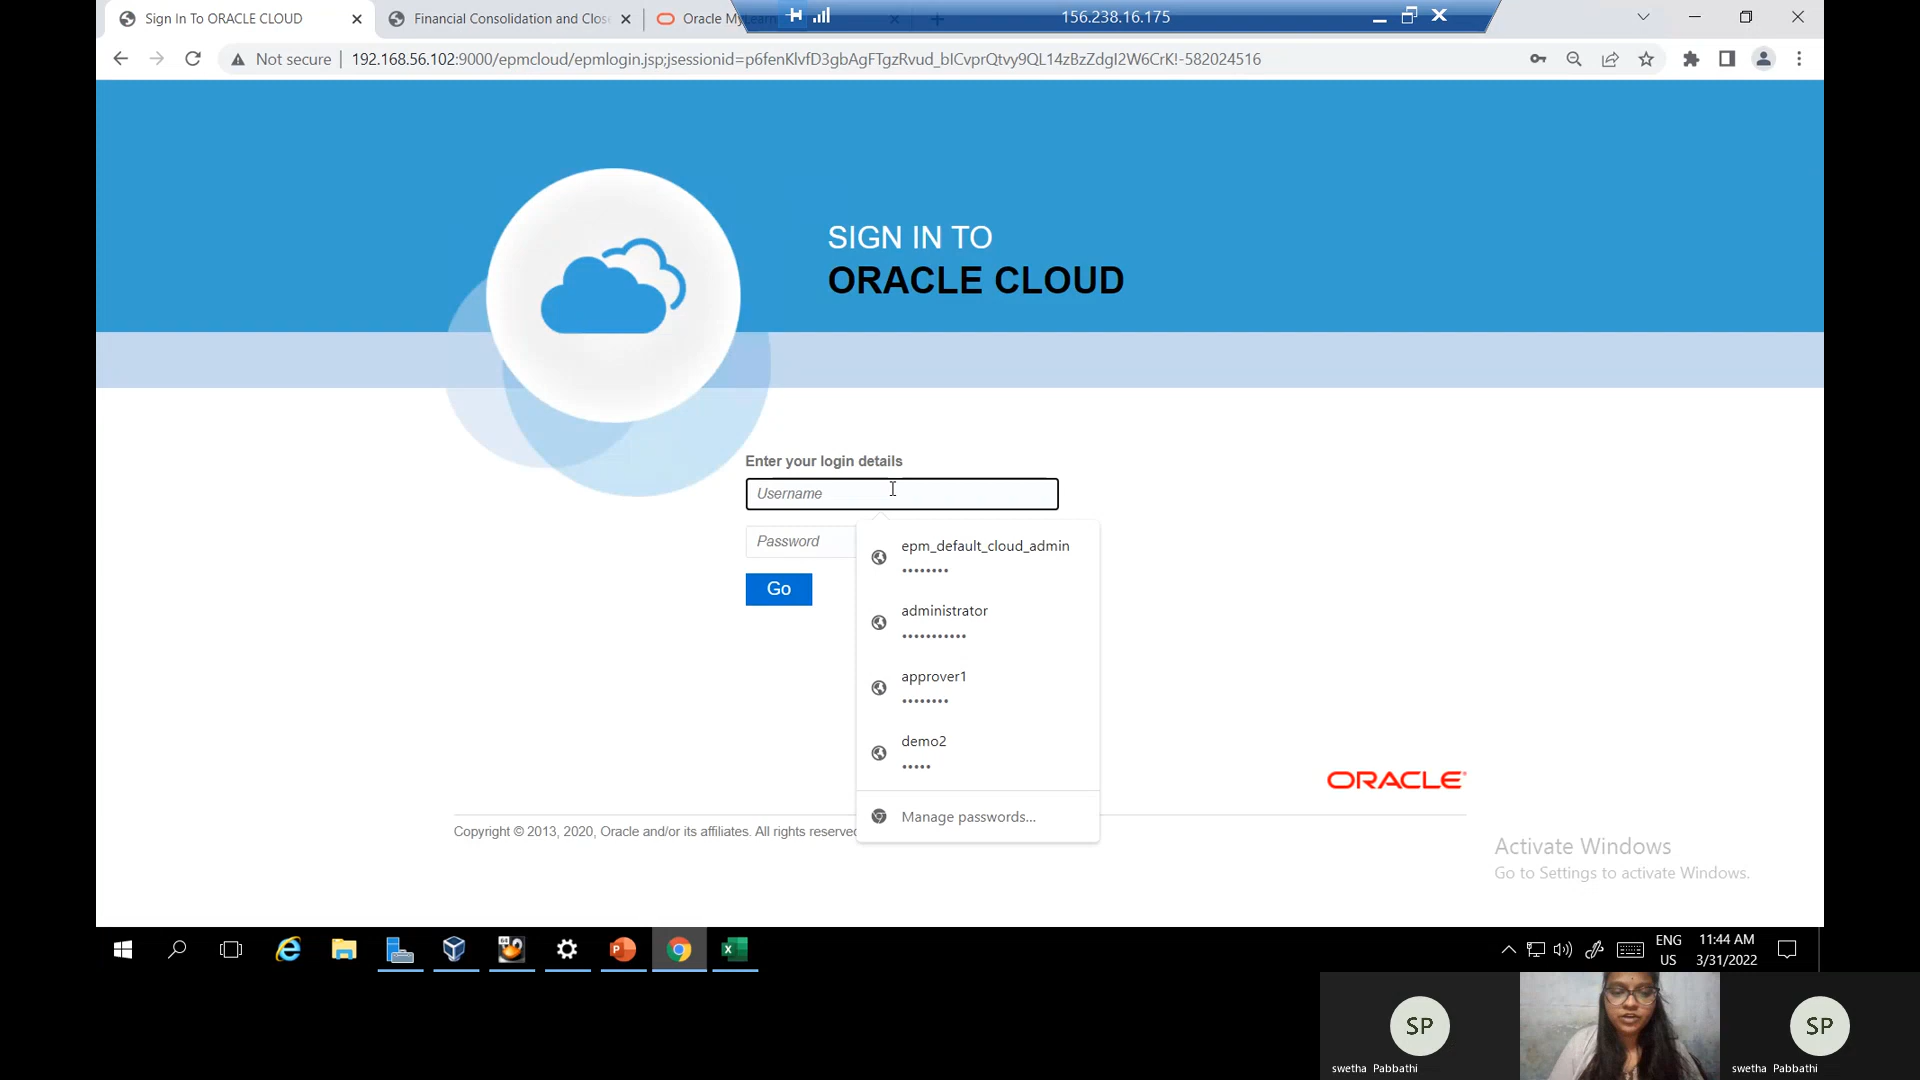 Sign In To ORACLE CLOUD
Financial Consolidation and Close
Oracle MyLearn
156.238.16.175
Not secure
192.168.56.102:9000/epmcloud/epmlogin.jsp;jsessionid=p6fenKlvfD3gbAgFTgzRvud_bICvprQtvy9QL14zBzZdgI2W6CrK!-582024516
SIGN IN TO
ORACLE CLOUD
Enter your login details
Username
Password
Go
epm_default_cloud_admin
••••••••
administrator
•••••••••••
approver1
••••••••
demo2
•••••
Manage passwords...
ORACLE
Copyright © 2013, 2020, Oracle and/or its affiliates. All rights reserved
Activate Windows
Go to Settings to activate Windows.
ENG
US
11:44 AM
3/31/2022
SP
SP
swetha Pabbathi
swetha Pabbathi